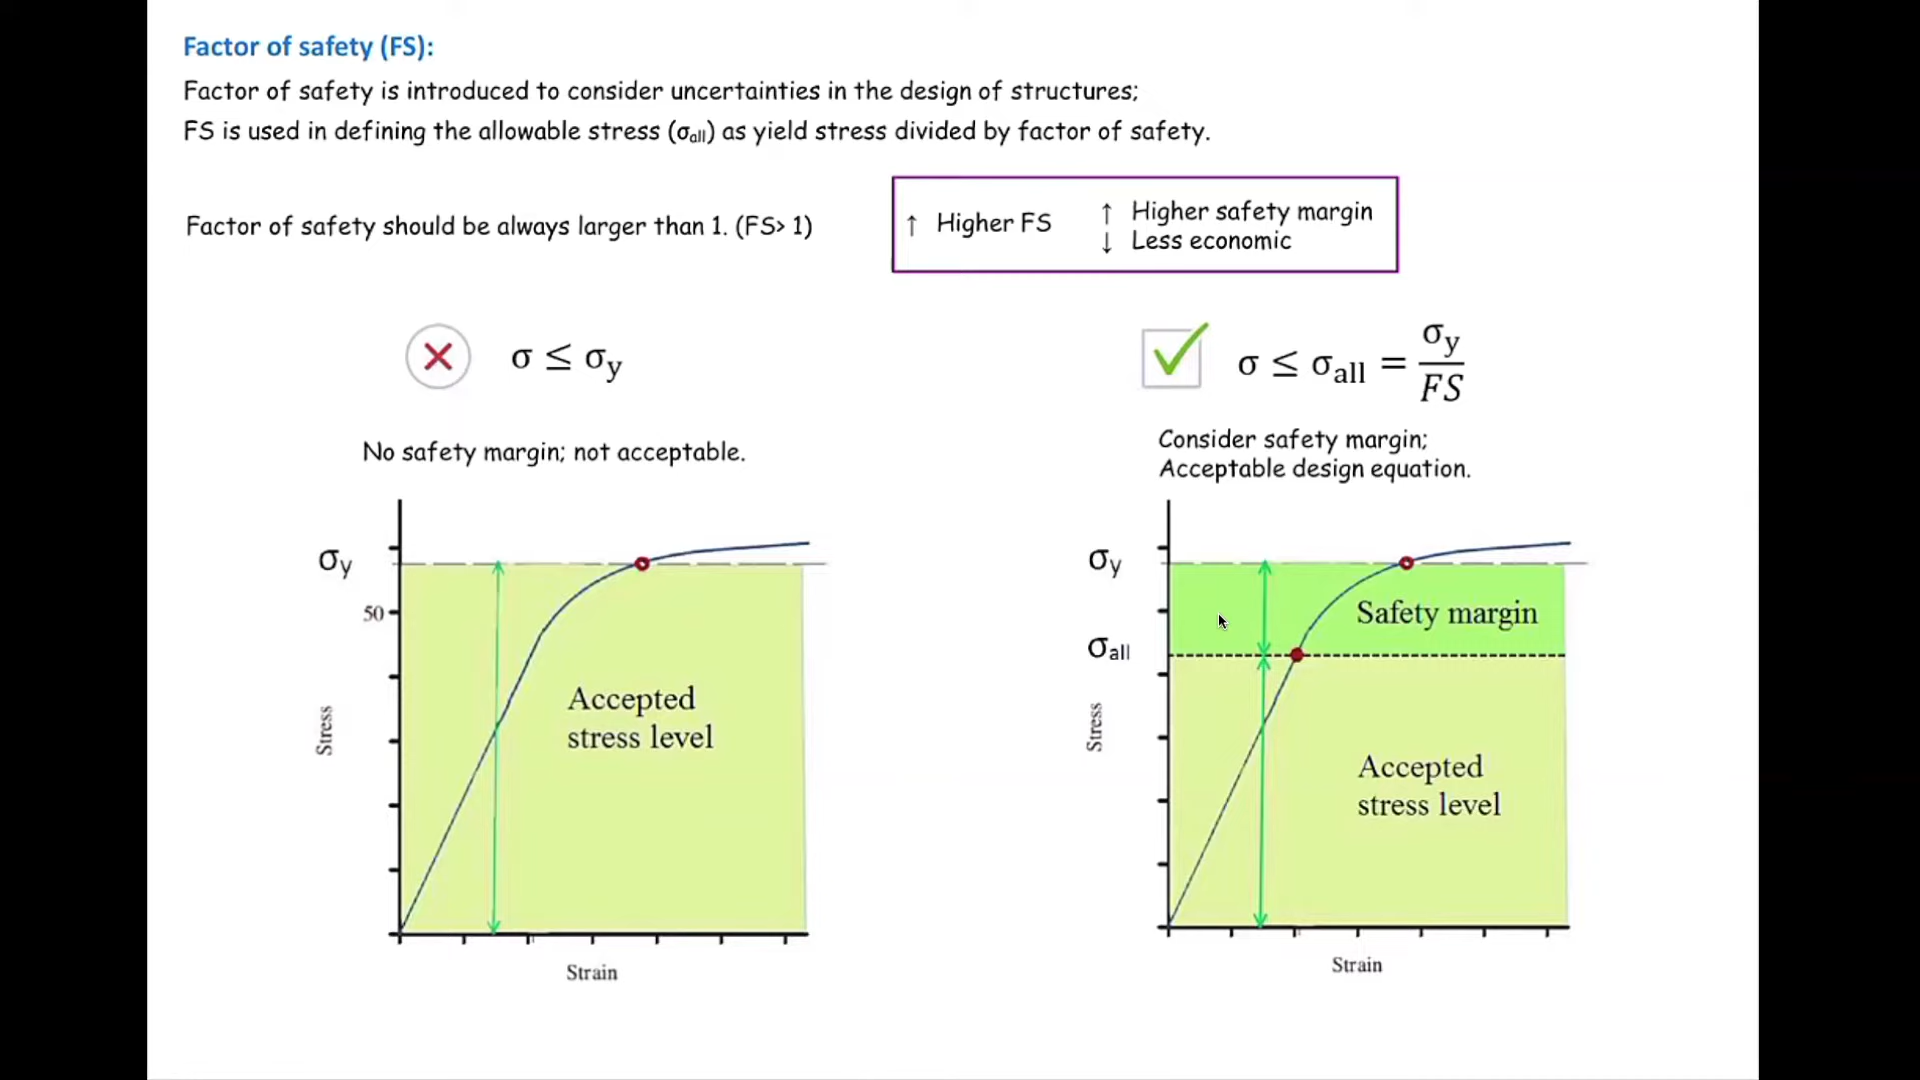 Factor of safety (FS):
Factor of safety is introduced to consider uncertainties in the design of structures;
FS is used in defining the allowable stress (σall) as yield stress divided by factor of safety.
Factor of safety should be always larger than 1. (FS> 1)
↑ Higher FS
↑ Higher safety margin
↓ Less economic
σ ≤ σy
σ ≤ σall = σy/FS
No safety margin; not acceptable.
Consider safety margin;
Acceptable design equation.
σy
50
Stress
Accepted
stress level
Strain
σy
Safety margin
σall
Stress
Accepted
stress level
Strain